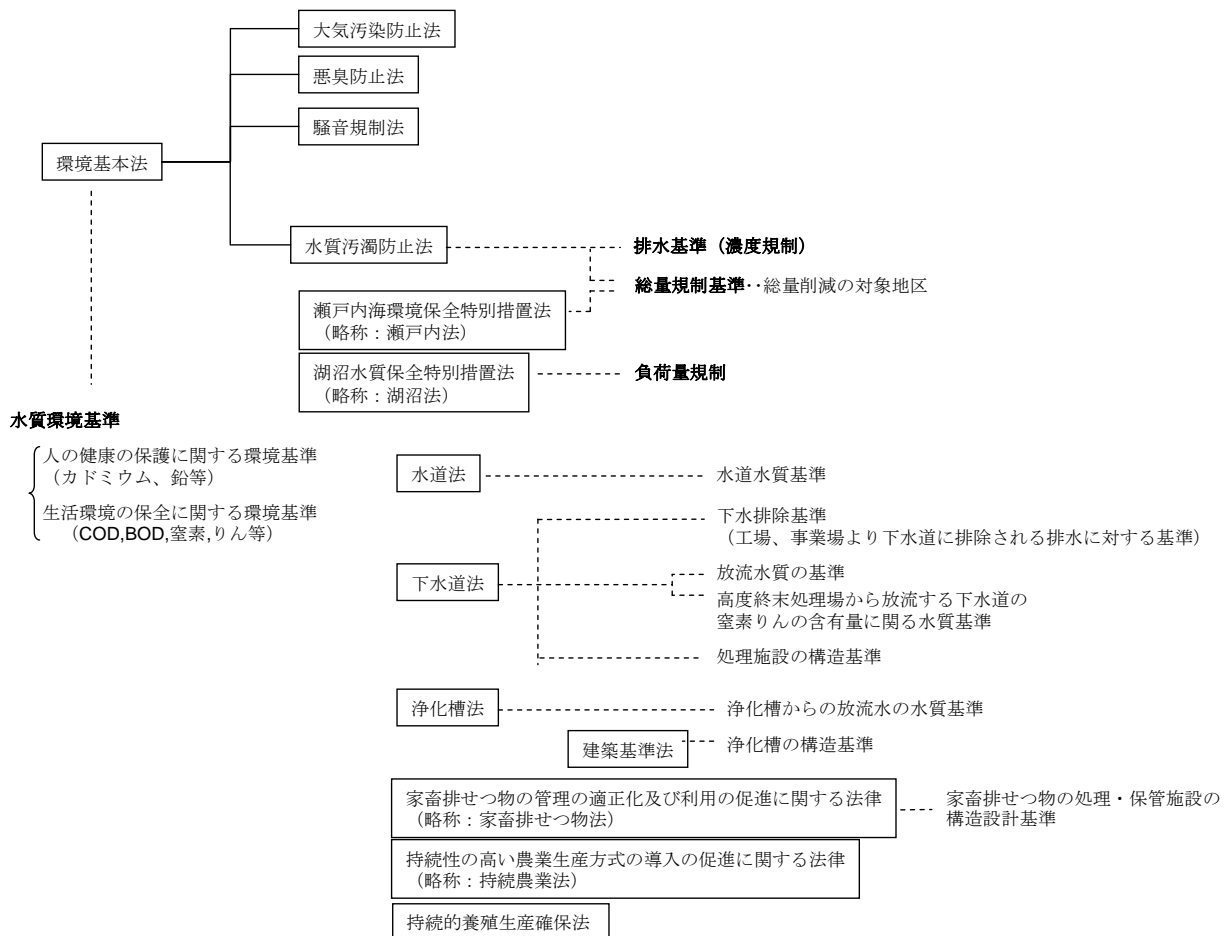 大気汚染防止法
悪臭防止法
騒音規制法
環境基本法
水質汚濁防止法
排水基準（濃度規制）
総量規制基準‥総量削減の対象地区
瀬戸内海環境保全特別措置法
（略称：瀬戸内法）
湖沼水質保全特別措置法
（略称：湖沼法）
負荷量規制
水質環境基準
人の健康の保護に関する環境基準
（カドミウム、鉛等）
生活環境の保全に関する環境基準
（COD,BOD,窒素,りん等）
水道法
水道水質基準
下水排除基準
（工場、事業場より下水道に排除される排水に対する基準）
下水道法
放流水質の基準
高度終末処理場から放流する下水道の
窒素りんの含有量に関る水質基準
処理施設の構造基準
浄化槽法
浄化槽からの放流水の水質基準
建築基準法
浄化槽の構造基準
家畜排せつ物の管理の適正化及び利用の促進に関する法律
（略称：家畜排せつ物法）
家畜排せつ物の処理・保管施設の
構造設計基準
持続性の高い農業生産方式の導入の促進に関する法律
（略称：持続農業法）
持続的養殖生産確保法